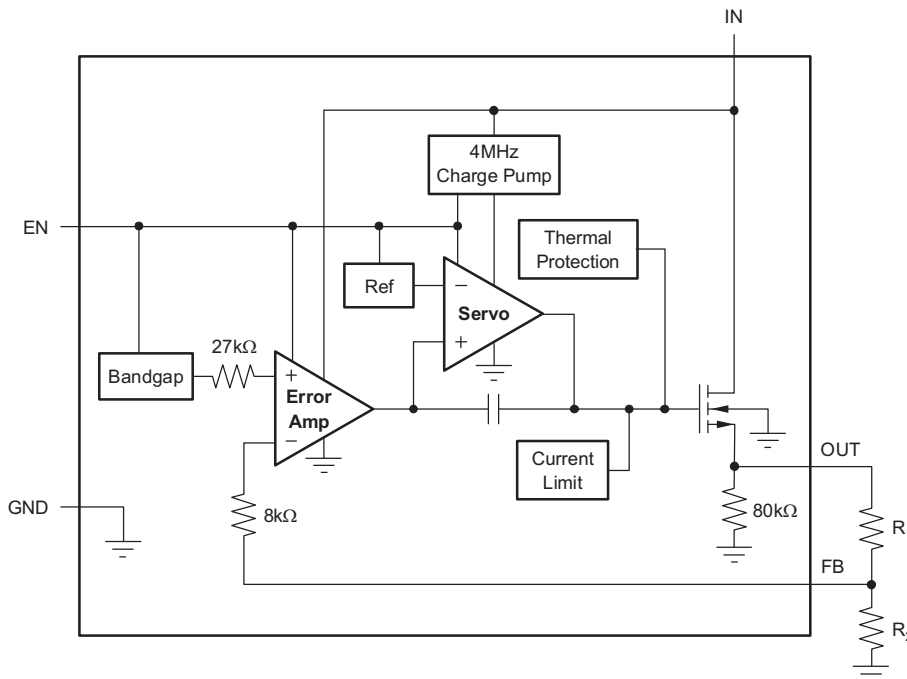 IN
4MHz
Charge Pump
EN
Thermal
Protection
Ref
−
Servo
+
27kΩ
Bandgap
+
Error
Amp
−
Current
Limit
OUT
GND
8kΩ
80kΩ
R
FB
R